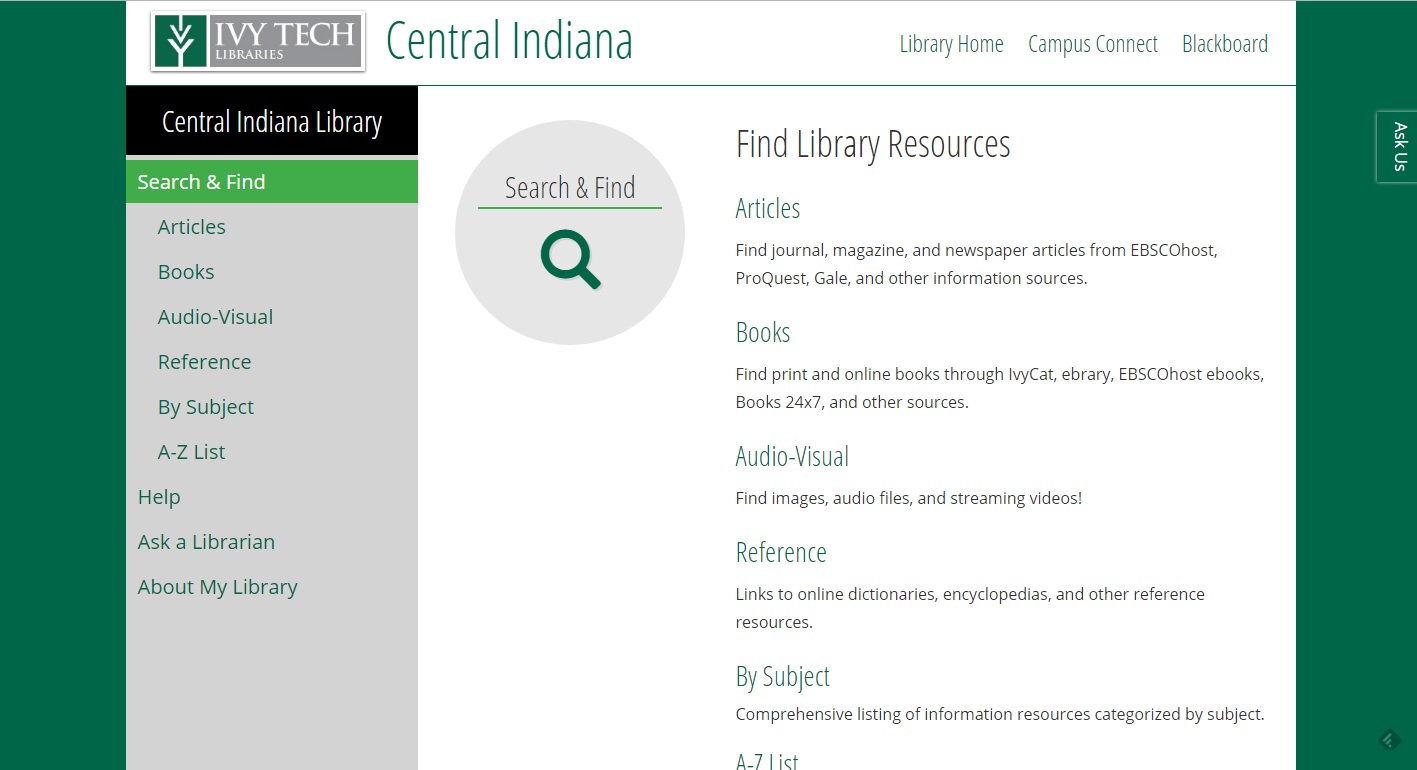 IVY TECH
LIBRARIES
Central Indiana
Library Home Campus Connect Blackboard
Ask Us
Central Indiana Library
Search & Find
Articles
Books
Audio-Visual
Reference
By Subject
A-Z List
Help
Ask a Librarian
About My Library
Search & Find
Find Library Resources
Articles
Find journal, magazine, and newspaper articles from EBSCOhost,
ProQuest, Gale, and other information sources.
Books
Find print and online books through IvyCat, ebrary, EBSCOhost ebooks,
Books 24x7, and other sources.
Audio-Visual
Find images, audio files, and streaming videos!
Reference
Links to online dictionaries, encyclopedias, and other reference
resources.
By Subject
Comprehensive listing of information resources categorized by subject.
A-Z List